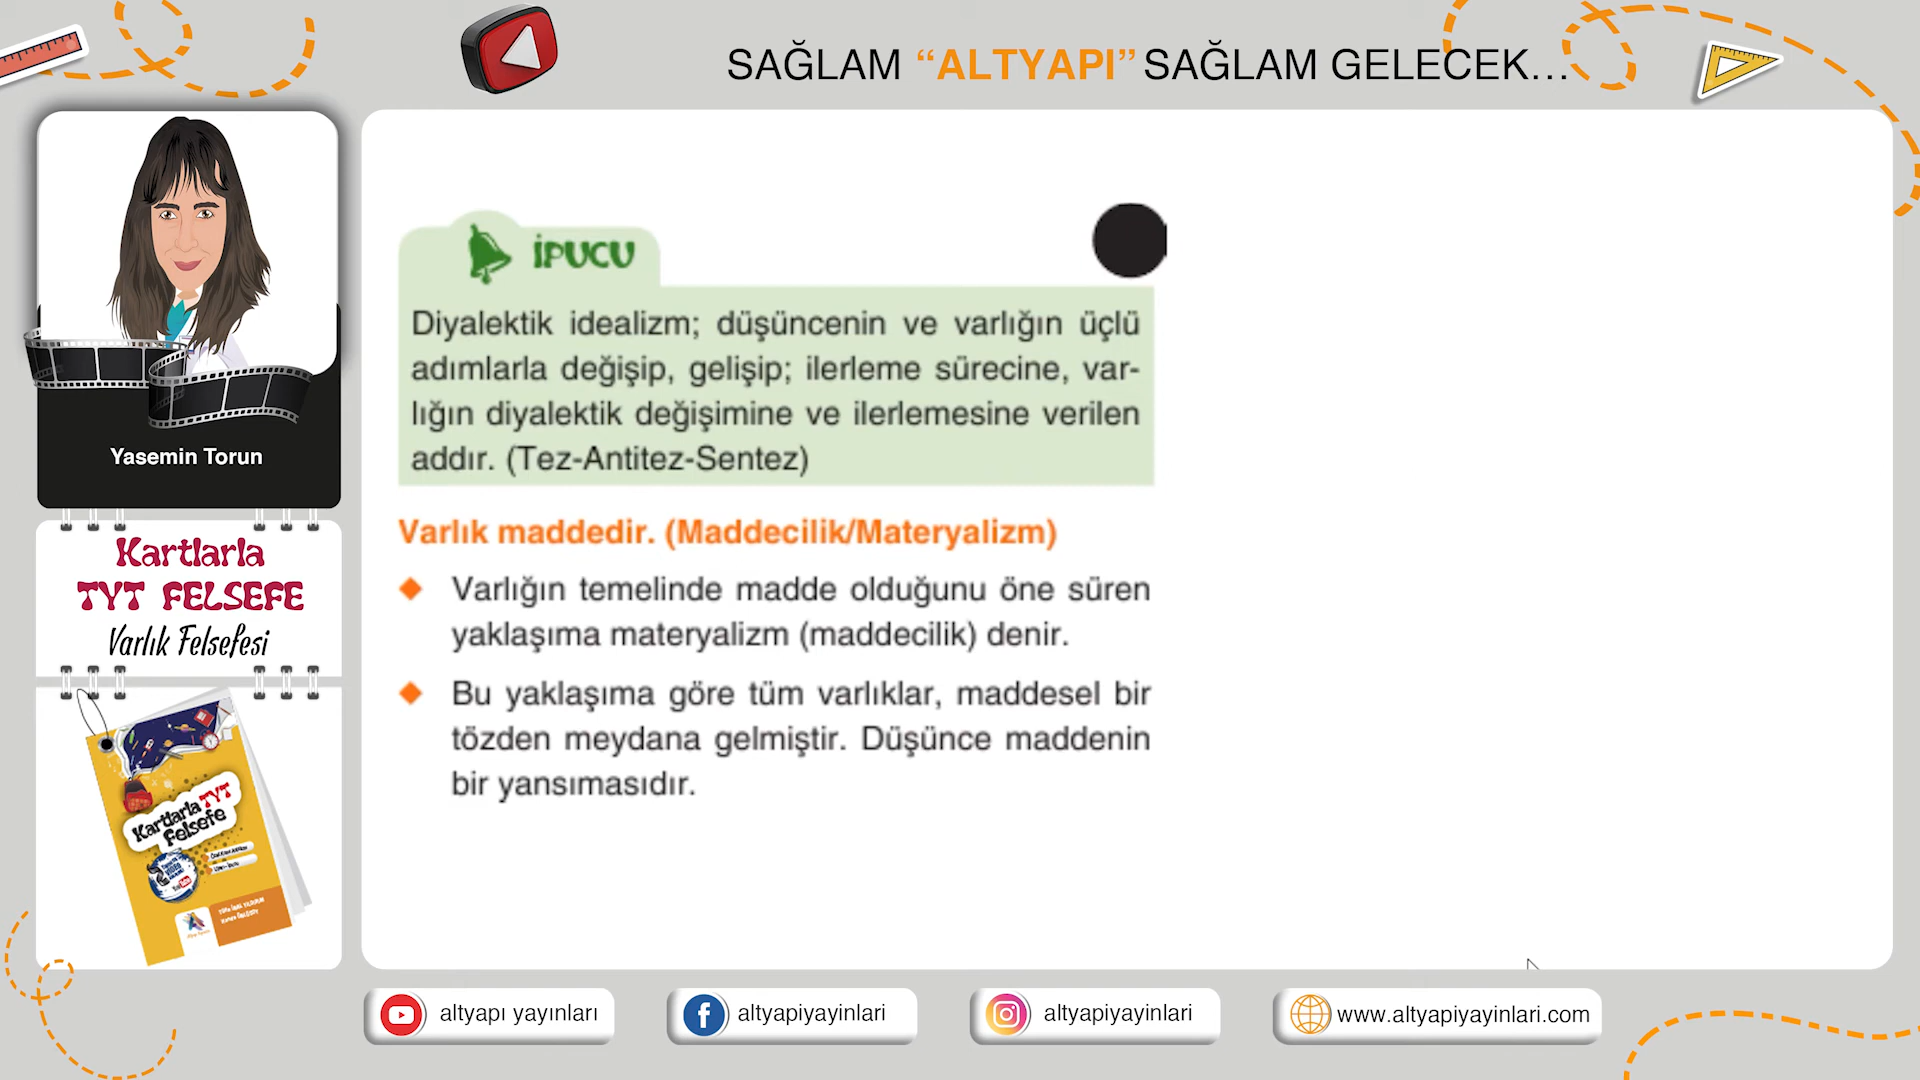 SAĞLAM “ALTYAPI” SAĞLAM GELECEK...
Yasemin Torun
Kartlarla
TYT FELSEFE
Varlık Felsefesi
Kartlarla TYT
Felsefe
İPUCU
Diyalektik idealizm; düşüncenin ve varlığın üçlü
adımlarla değişip, gelişip; ilerleme sürecine, var-
lığın diyalektik değişimine ve ilerlemesine verilen
addır. (Tez-Antitez-Sentez)
Varlık maddedir. (Maddecilik/Materyalizm)
Varlığın temelinde madde olduğunu öne süren
yaklaşıma materyalizm (maddecilik) denir.
Bu yaklaşıma göre tüm varlıklar, maddesel bir
tözden meydana gelmiştir. Düşünce maddenin
bir yansımasıdır.
altyapı yayınları
altyapiyayinlari
altyapiyayinlari
www.altyapiyayinlari.com